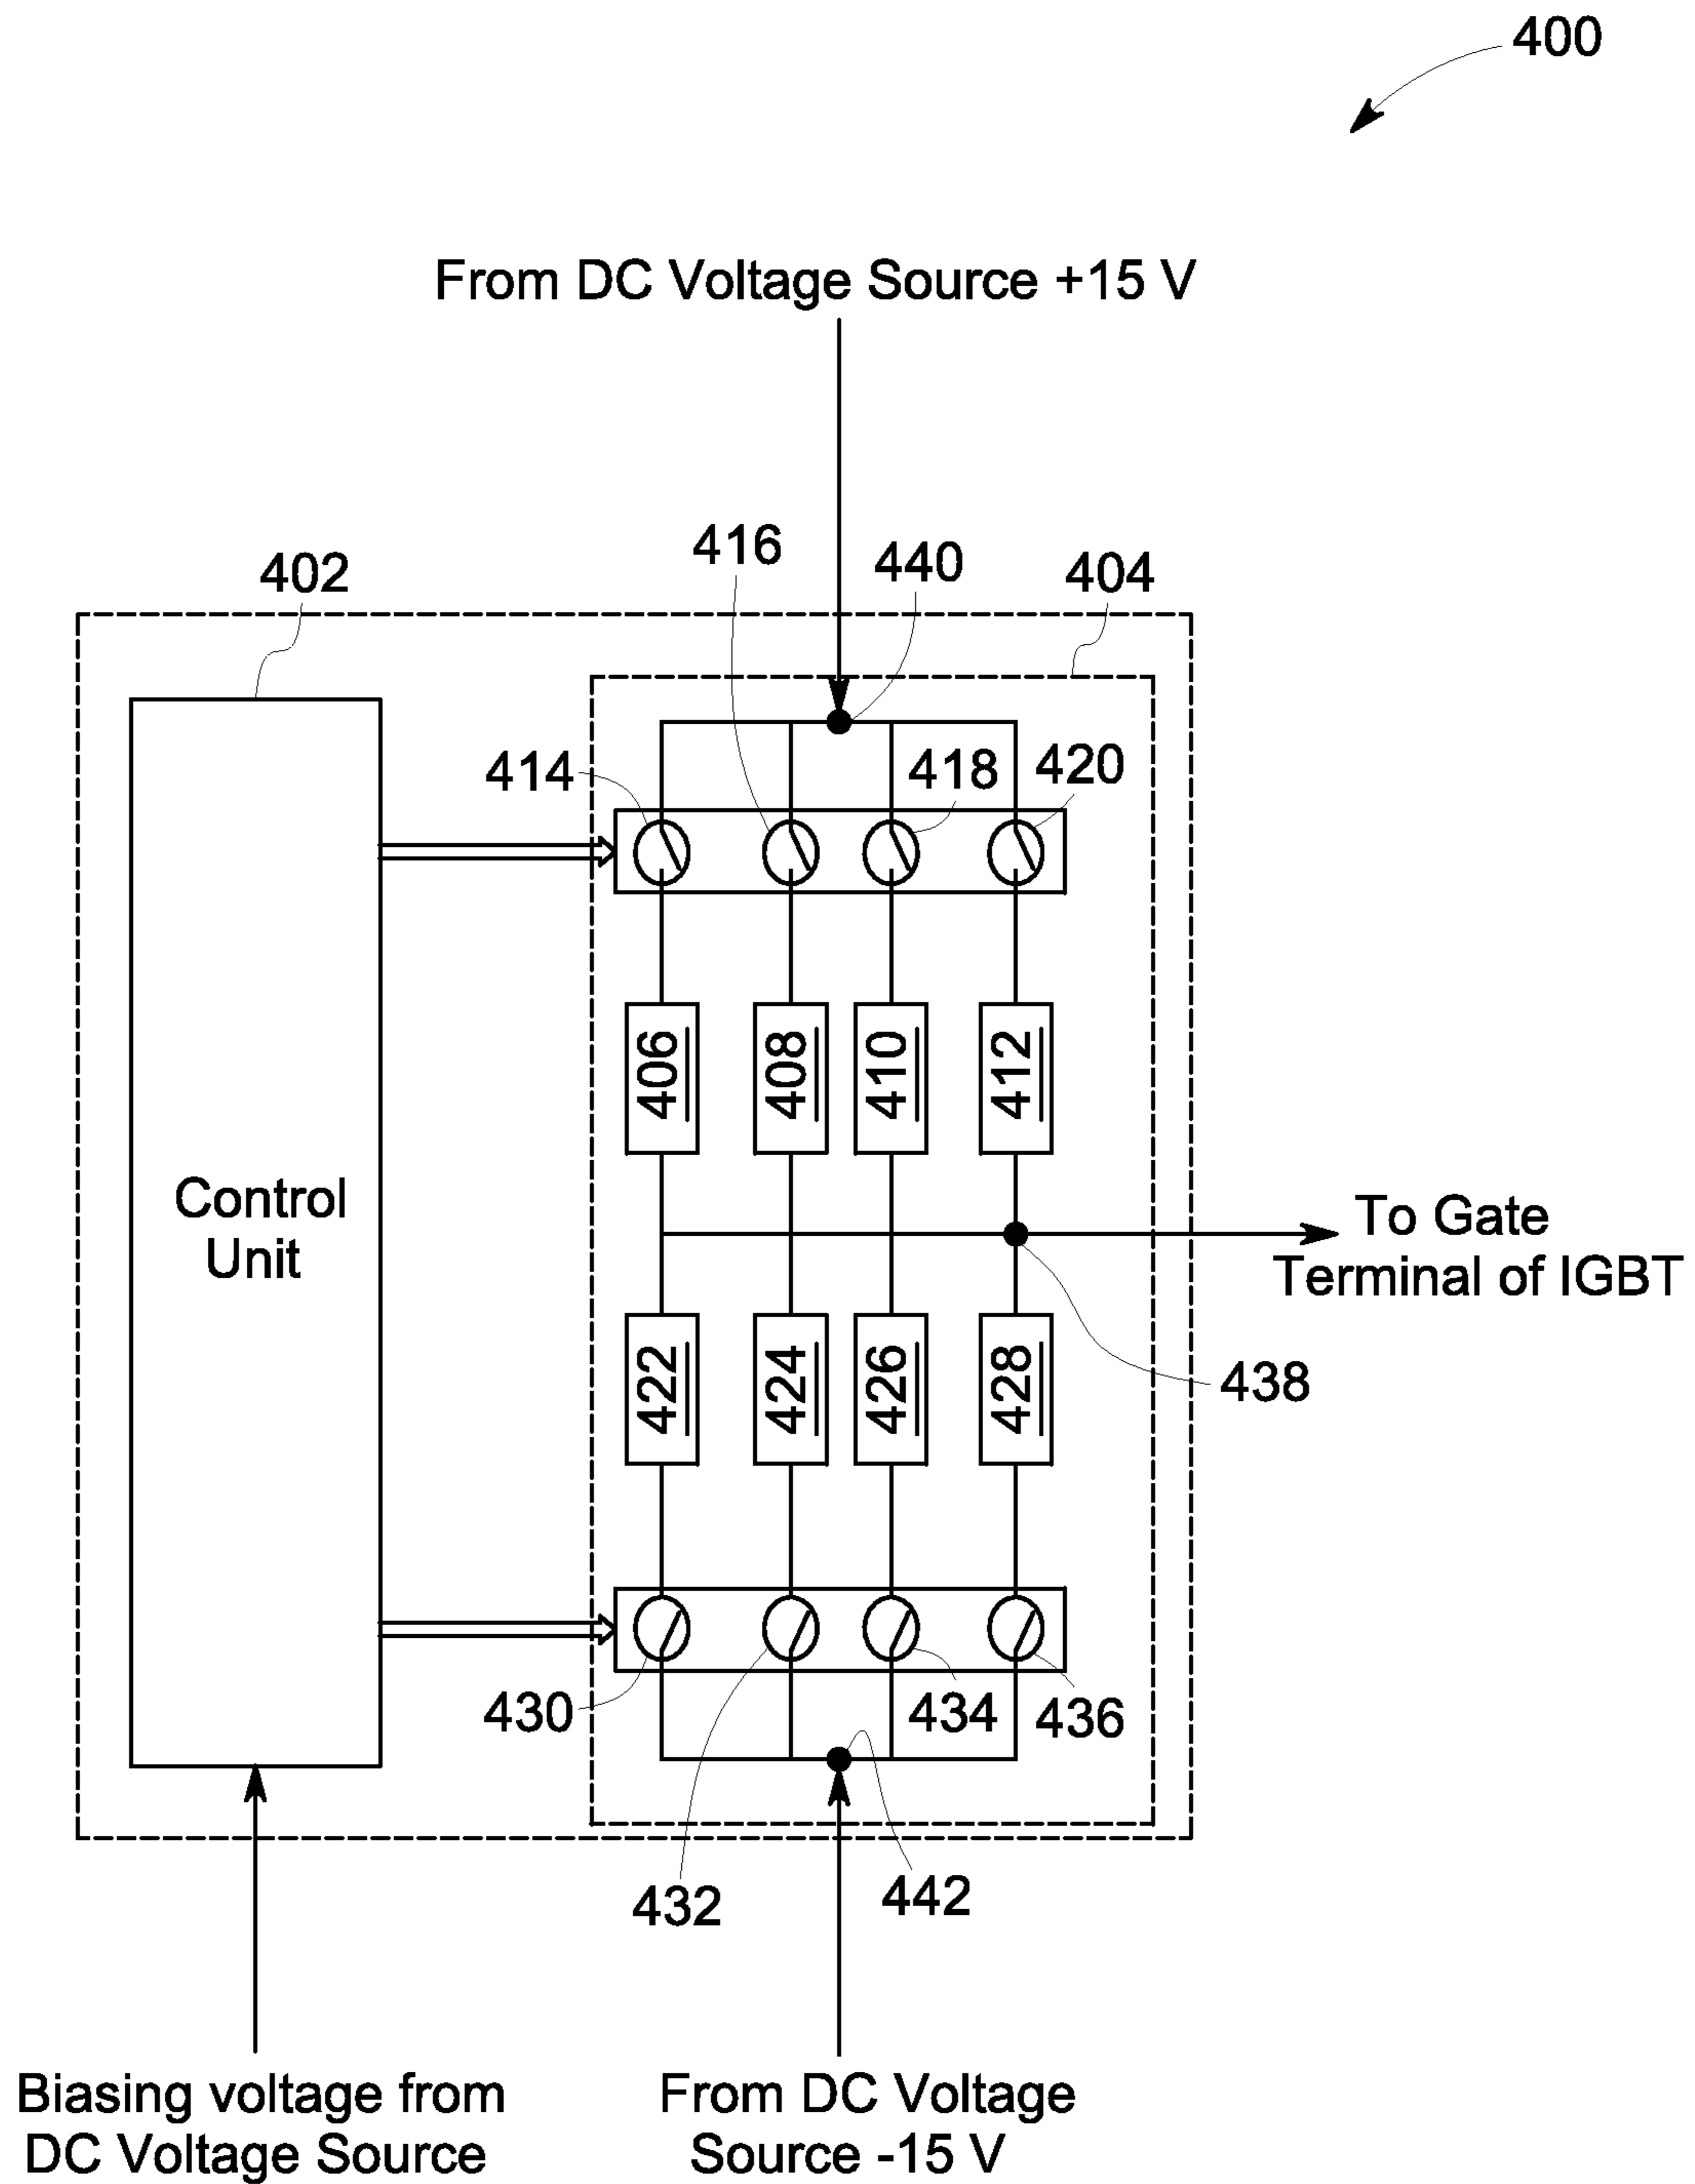 400
From DC Voltage Source +15 V
416
440
402
404
414
418
420
406
408
410
412
Control
Unit
To Gate
Terminal of IGBT
422
424
426
428
438
430
434
436
432
442
Biasing voltage from
DC Voltage Source
From DC Voltage
Source -15 V